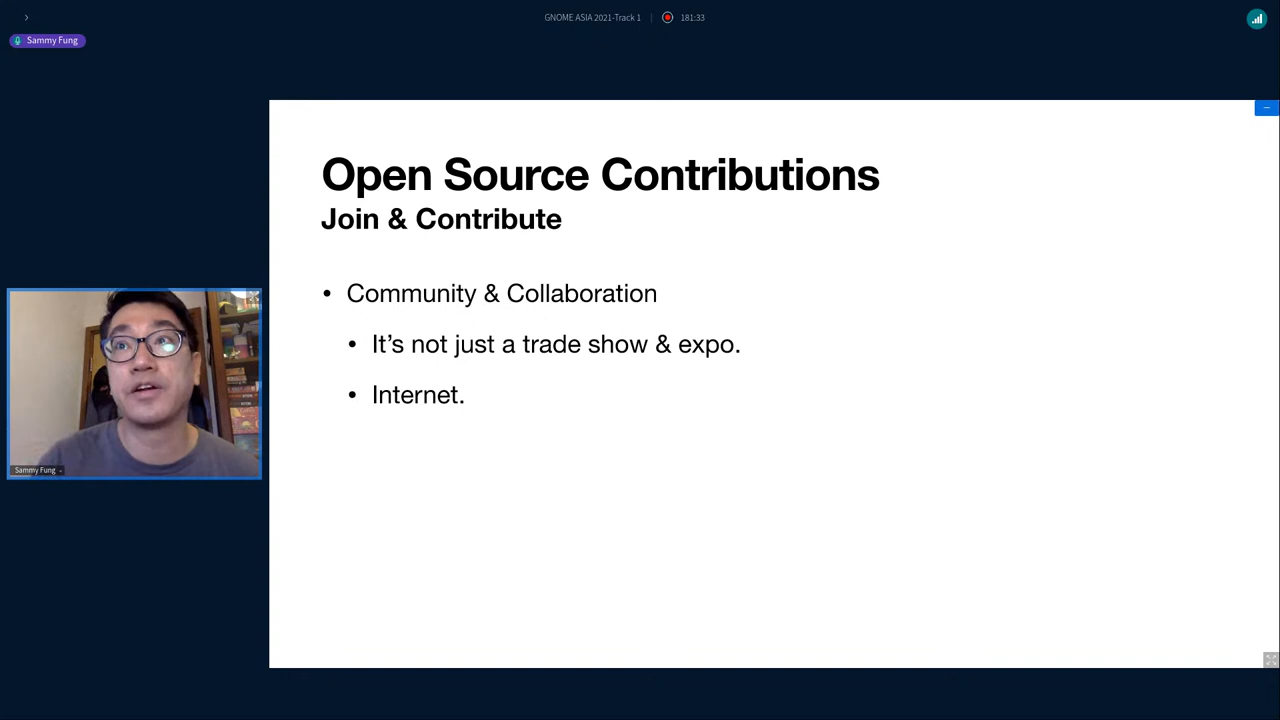 GNOME ASIA 2021-Track 1
181:33
Sammy Fung
Open Source Contributions
Join & Contribute
• Community & Collaboration
• It’s not just a trade show & expo.
• Internet.
Sammy Fung